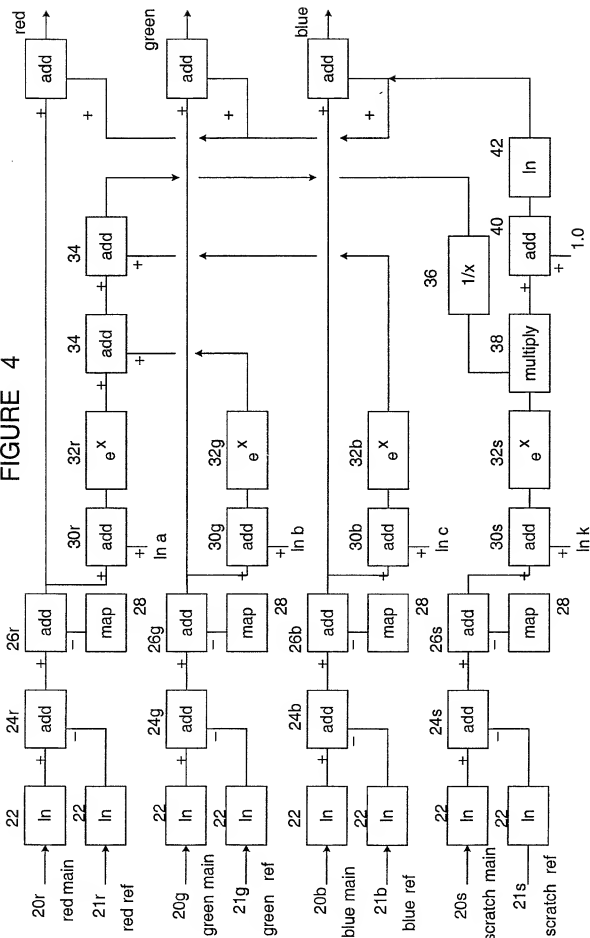 FIGURE 4
20r
red main
22
ln
+
24r
add
26r
add
+
add
red
21r
red ref
22
ln
−
−
map
28
+
30r
add
+
ln a
32r
e^x
+
34
add
+
+
34
add
+
+
20g
green main
22
ln
+
24g
add
+
26g
add
+
add
green
21g
green ref
22
ln
−
−
map
28
+
30g
add
+
ln b
32g
e^x
+
20b
blue main
22
ln
+
24b
add
+
26b
add
+
add
blue
21b
blue ref
22
ln
−
−
map
28
+
30b
add
+
ln c
32b
e^x
+
36
1/x
20s
scratch main
22
ln
+
24s
add
+
26s
add
21s
scratch ref
22
ln
−
−
map
28
+
30s
add
+
ln k
32s
e^x
38
multiply
+
40
add
+
1.0
42
ln